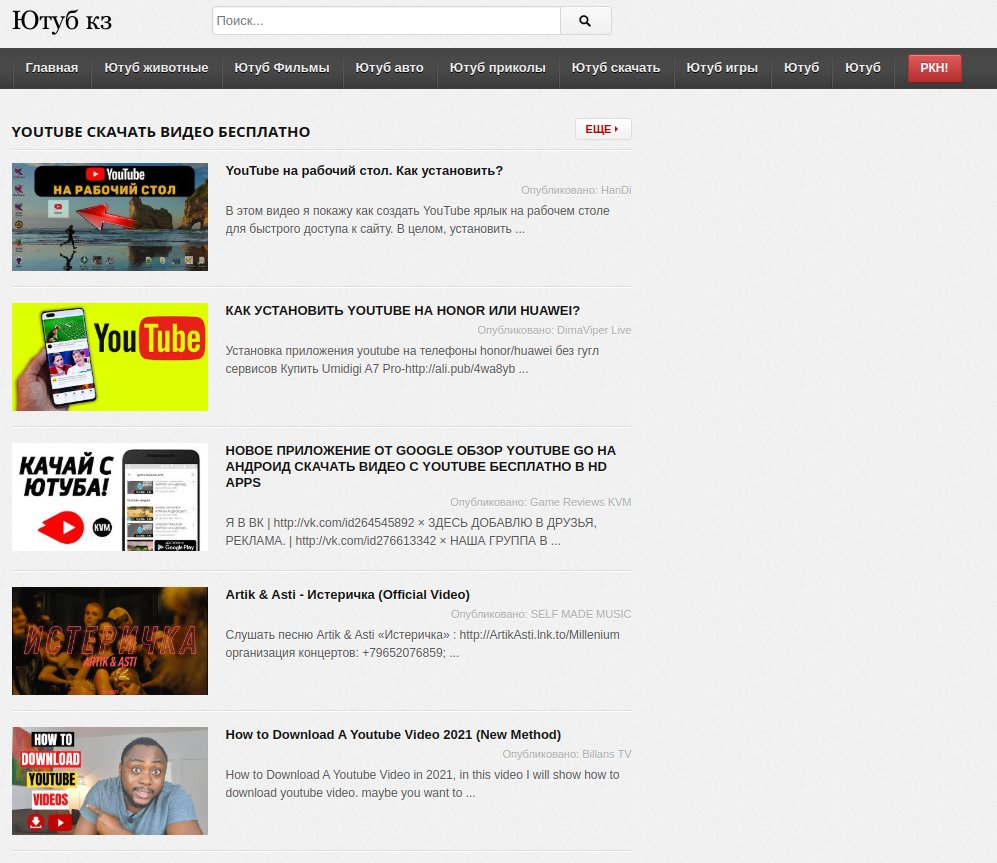 Ютуб кз
Поиск...
Главная Ютуб животные Ютуб Фильмы Ютуб авто Ютуб приколы Ютуб скачать Ютуб игры Ютуб Ютуб РКН!
YOUTUBE СКАЧАТЬ ВИДЕО БЕСПЛАТНО
ЕЩЕ
YouTube
НА РАБОЧИЙ СТОЛ
YouTube на рабочий стол. Как установить?
Опубликовано: HanDi
В этом видео я покажу как создать YouTube ярлык на рабочем столе
для быстрого доступа к сайту. В целом, установить ...
YouTube
КАК УСТАНОВИТЬ YOUTUBE НА HONOR ИЛИ HUAWEI?
Опубликовано: DimaViper Live
Установка приложения youtube на телефоны honor/huawei без гугл
сервисов Купить Umidigi A7 Pro-http://ali.pub/4wa8yb ...
КАЧАЙ С
ЮТУБА!
KVM
Google Play
НОВОЕ ПРИЛОЖЕНИЕ ОТ GOOGLE ОБЗОР YOUTUBE GO НА
АНДРОИД СКАЧАТЬ ВИДЕО С YOUTUBE БЕСПЛАТНО В HD
APPS
Опубликовано: Game Reviews KVM
Я В ВК | http://vk.com/id264545892 × ЗДЕСЬ ДОБАВЛЮ В ДРУЗЬЯ,
РЕКЛАМА. | http://vk.com/id276613342 × НАША ГРУППА В ...
ИСТЕРИЧКА
ARTIK & ASTI
Artik & Asti - Истеричка (Official Video)
Опубликовано: SELF MADE MUSIC
Слушать песню Artik & Asti «Истеричка» : http://ArtikAsti.lnk.to/Millenium
организация концертов: +79652076859; ...
HOW TO
DOWNLOAD
YOUTUBE
VIDEOS
How to Download A Youtube Video 2021 (New Method)
Опубликовано: Billans TV
How to Download A Youtube Video in 2021, in this video I will show how to
download youtube video. maybe you want to ...